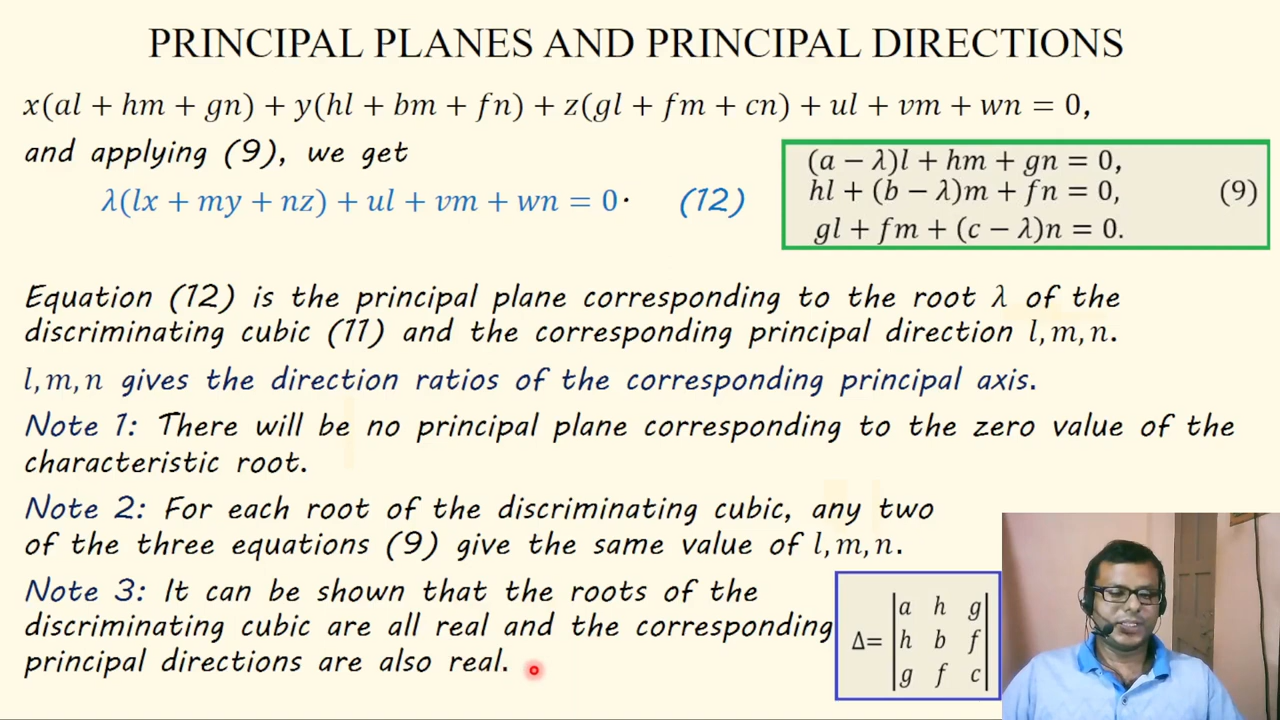 PRINCIPAL PLANES AND PRINCIPAL DIRECTIONS
x(al + hm + gn) + y(hl + bm + fn) + z(gl + fm + cn) + ul + vm + wn = 0,
and applying (9), we get
λ(lx + my + nz) + ul + vm + wn = 0· (12)
(a − λ)l + hm + gn = 0,
hl + (b − λ)m + fn = 0, (9)
gl + fm + (c − λ)n = 0.
Equation (12) is the principal plane corresponding to the root λ of the
discriminating cubic (11) and the corresponding principal direction l, m, n.
l, m, n gives the direction ratios of the corresponding principal axis.
Note 1: There will be no principal plane corresponding to the zero value of the
characteristic root.
Note 2: For each root of the discriminating cubic, any two
of the three equations (9) give the same value of l, m, n.
Note 3: It can be shown that the roots of the
discriminating cubic are all real and the corresponding
principal directions are also real.
a h g
Δ= h b f
g f c